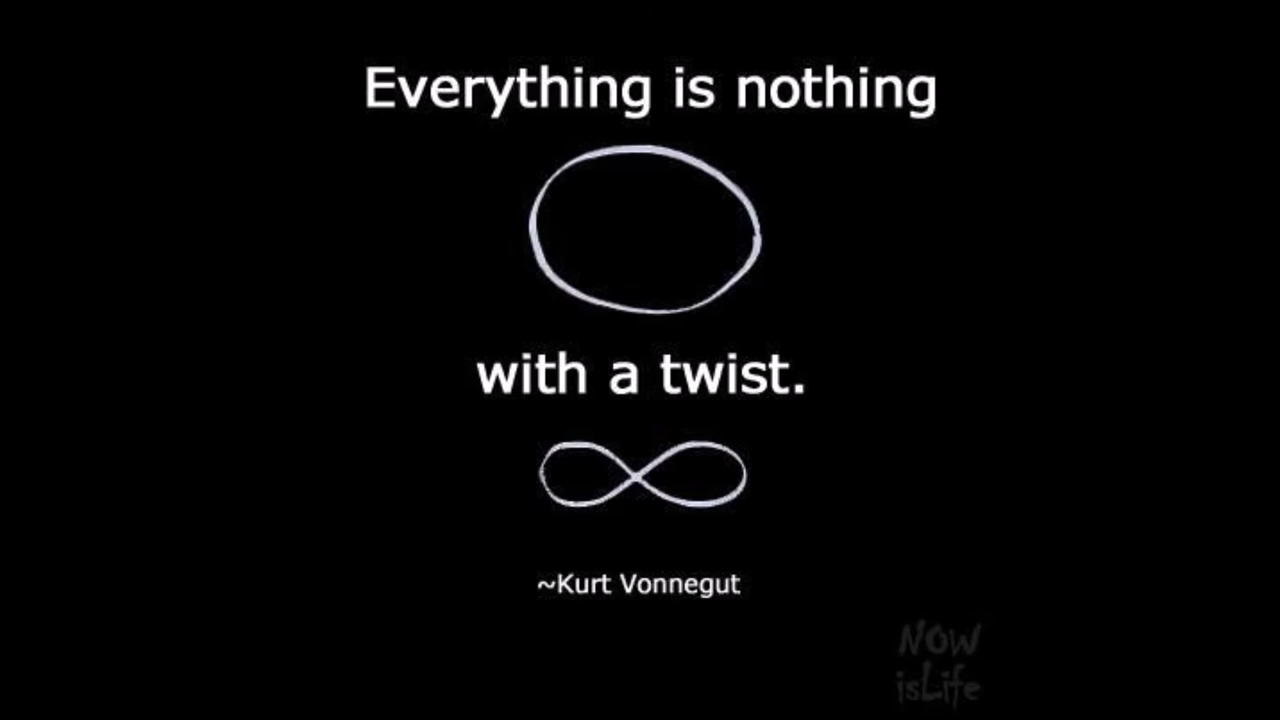 Everything is nothing
with a twist.
~Kurt Vonnegut
NOW
isLife